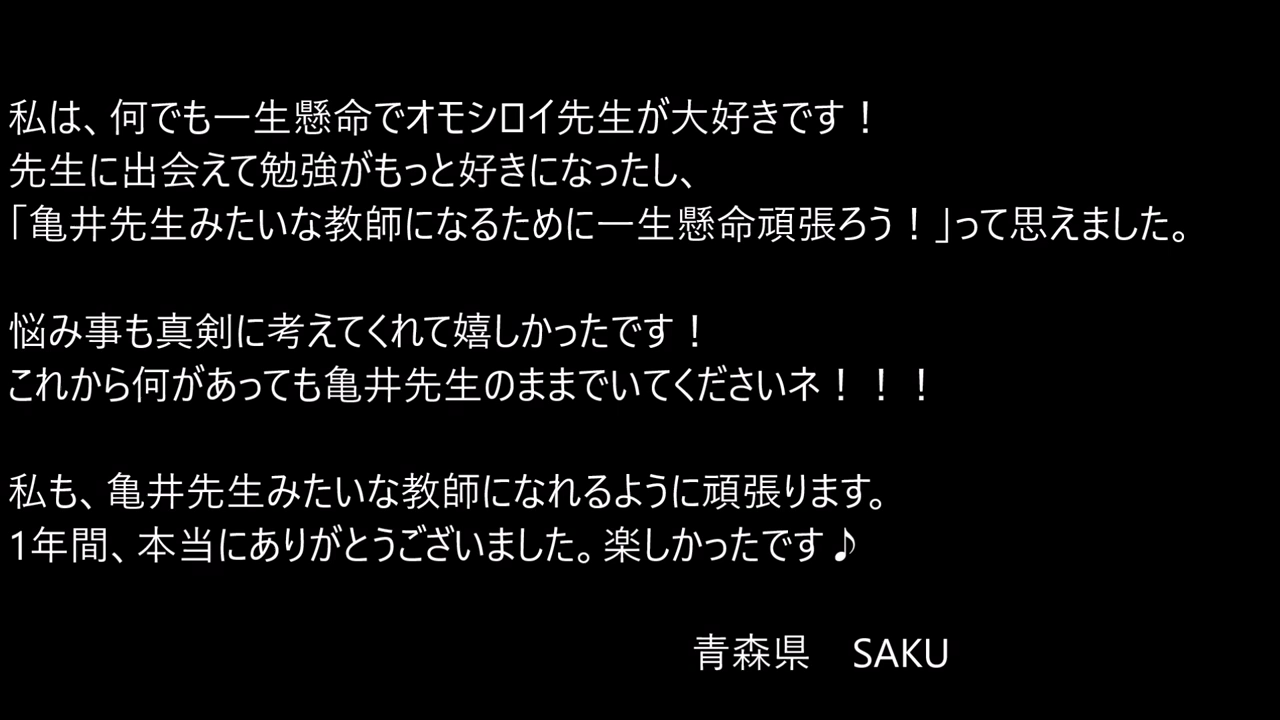 私は、何でも一生懸命でオモシロイ先生が大好きです！
先生に出会えて勉強がもっと好きになったし、
「亀井先生みたいな教師になるために一生懸命頑張ろう！」って思えました。
悩み事も真剣に考えてくれて嬉しかったです！
これから何があっても亀井先生のままでいてくださいネ！！！
私も、亀井先生みたいな教師になれるように頑張ります。
1年間、本当にありがとうございました。楽しかったです♪
青森県　SAKU